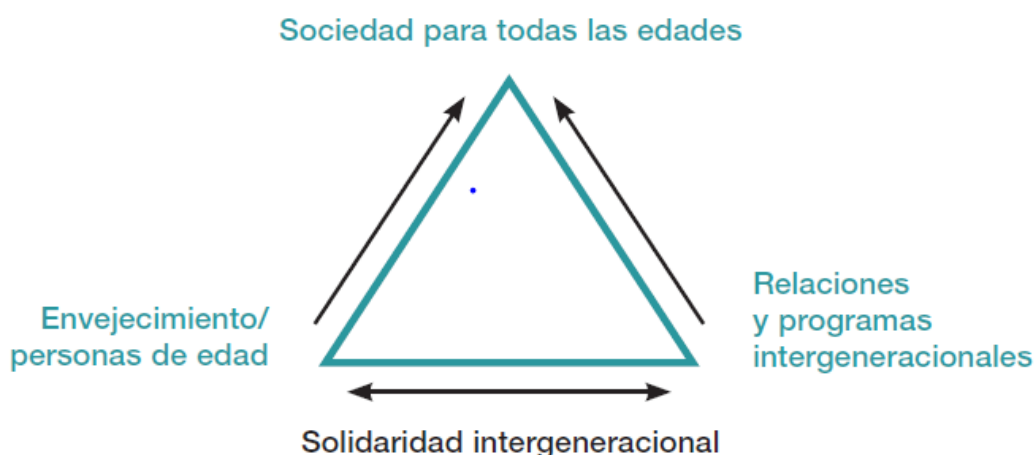 Sociedad para todas las edades
Envejecimiento/
personas de edad
Relaciones
y programas
intergeneracionales
Solidaridad intergeneracional